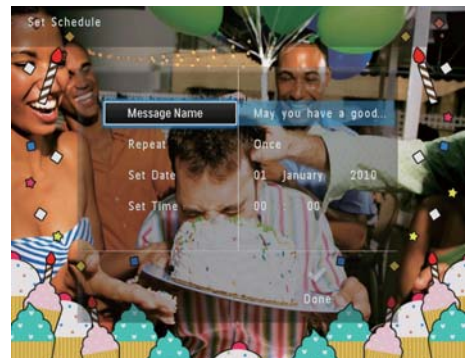 Set Schedule
Message Name May you have a good...
Repeat Once
Set Date 01 January 2010
Set Time 00 : 00
Done